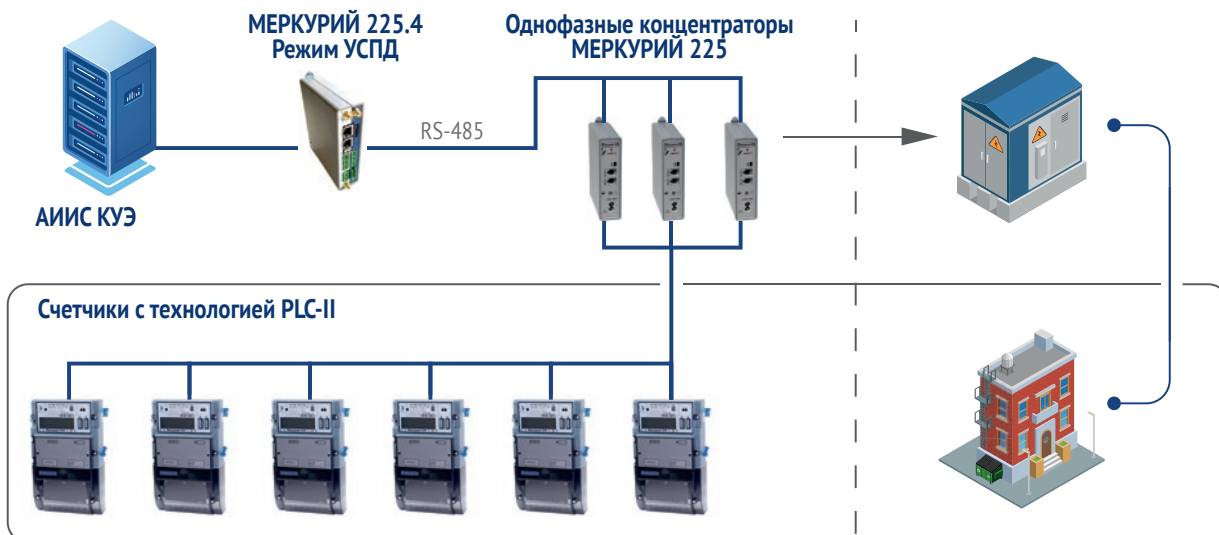 МЕРКУРИЙ 225.4
Режим УСПД
Однофазные концентраторы
МЕРКУРИЙ 225
RS-485
АИИС КУЭ
Счетчики с технологией PLC-II